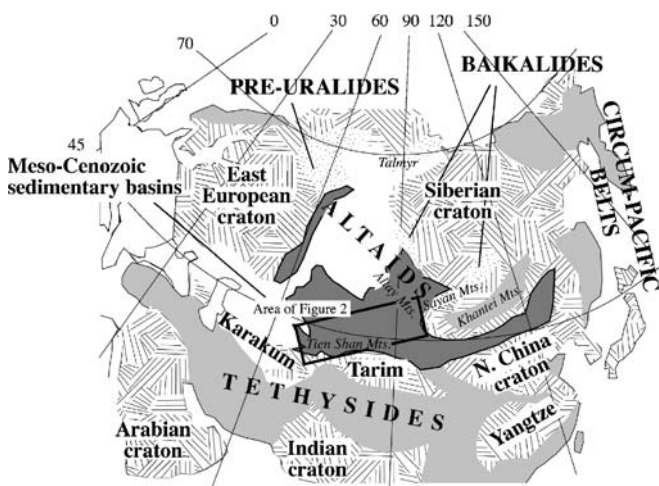 0 30 60 90 120 150
70
PRE-URALIDES
BAIKALIDES
45
Meso-Cenozoic
sedimentary basins
East
European
craton
Talmyr
Siberian
craton
CIRCUM-PACIFIC
BELTS
ALTAIDS
Altay Mts.
Sayan Mts.
Khantei Mts.
Area of Figure 2
Karakum
Tien Shan Mts.
Tarim
N. China
craton
TETHYSIDES
Arabian
craton
Indian
craton
Yangtze